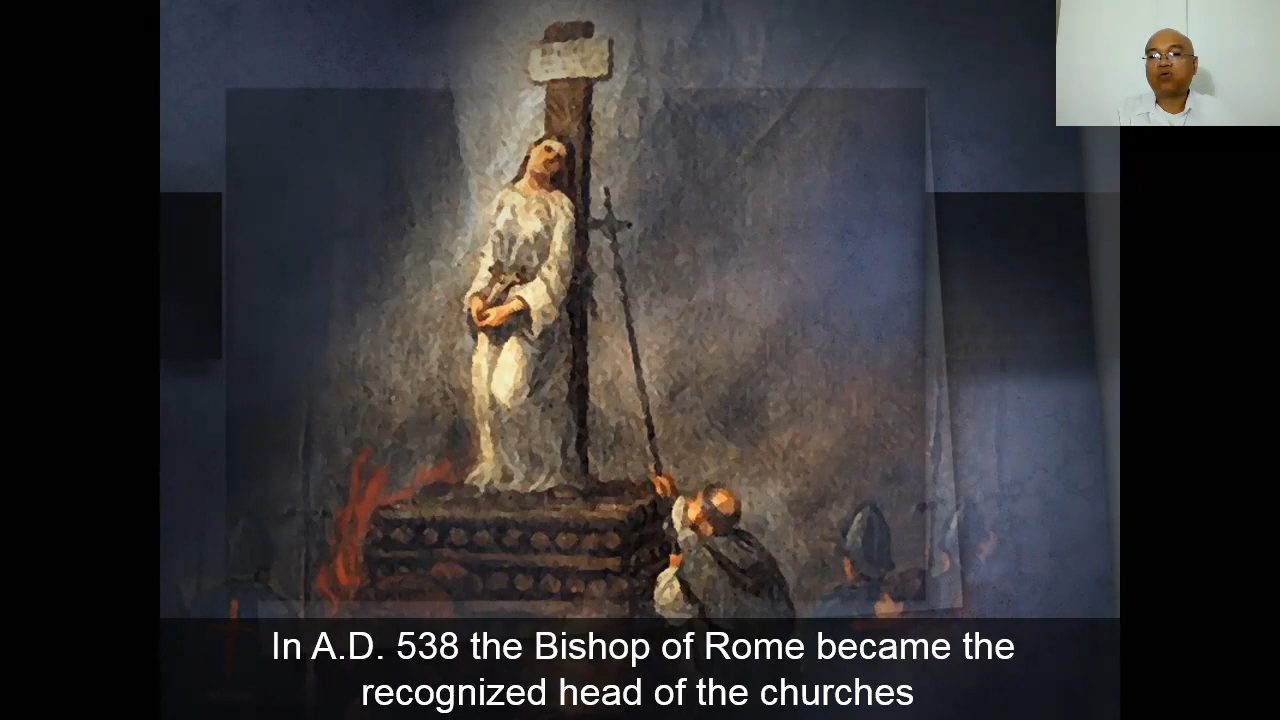 In A.D. 538 the Bishop of Rome became the
recognized head of the churches